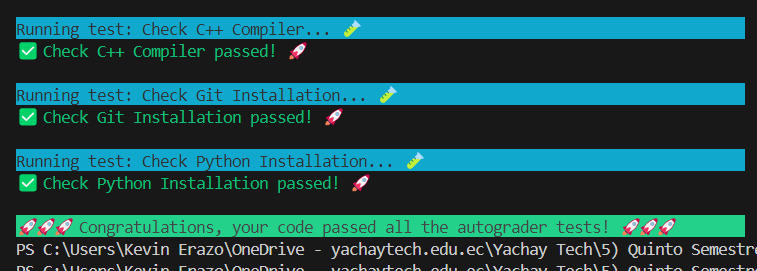 Running test: Check C++ Compiler... 🧪
✅ Check C++ Compiler passed! 🚀
Running test: Check Git Installation... 🧪
✅ Check Git Installation passed! 🚀
Running test: Check Python Installation... 🧪
✅ Check Python Installation passed! 🚀
🚀🚀🚀 Congratulations, your code passed all the autograder tests! 🚀🚀🚀
PS C:\Users\Kevin Erazo\OneDrive - yachaytech.edu.ec\Yachay Tech\5) Quinto Semestre
PS C:\Users\Kevin Erazo\OneDrive - yachaytech.edu.ec\Yachay Tech\5) Quinto Semestre